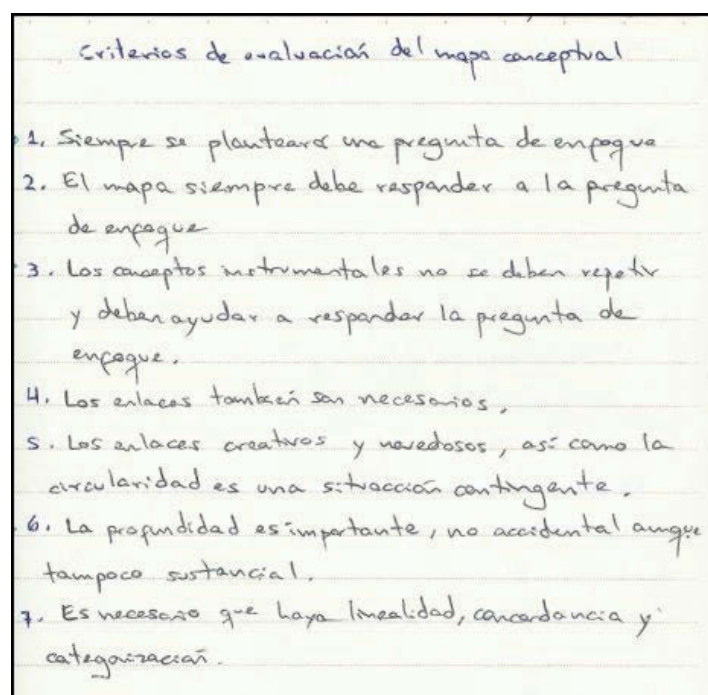 Criterios de evaluación del mapa conceptual
1. Siempre se planteará una pregunta de enfoque
2. El mapa siempre debe responder a la pregunta
de enfoque
3. Los conceptos instrumentales no se deben repetir
y deben ayudar a responder la pregunta de
enfoque.
4. Los enlaces también son necesarios.
5. Los enlaces creativos y novedosos, así como la
circularidad es una situacción contingente.
6. La profundidad es importante, no accidental aunque
tampoco sustancial.
7. Es necesario que haya linealidad, concordancia y
categorización.